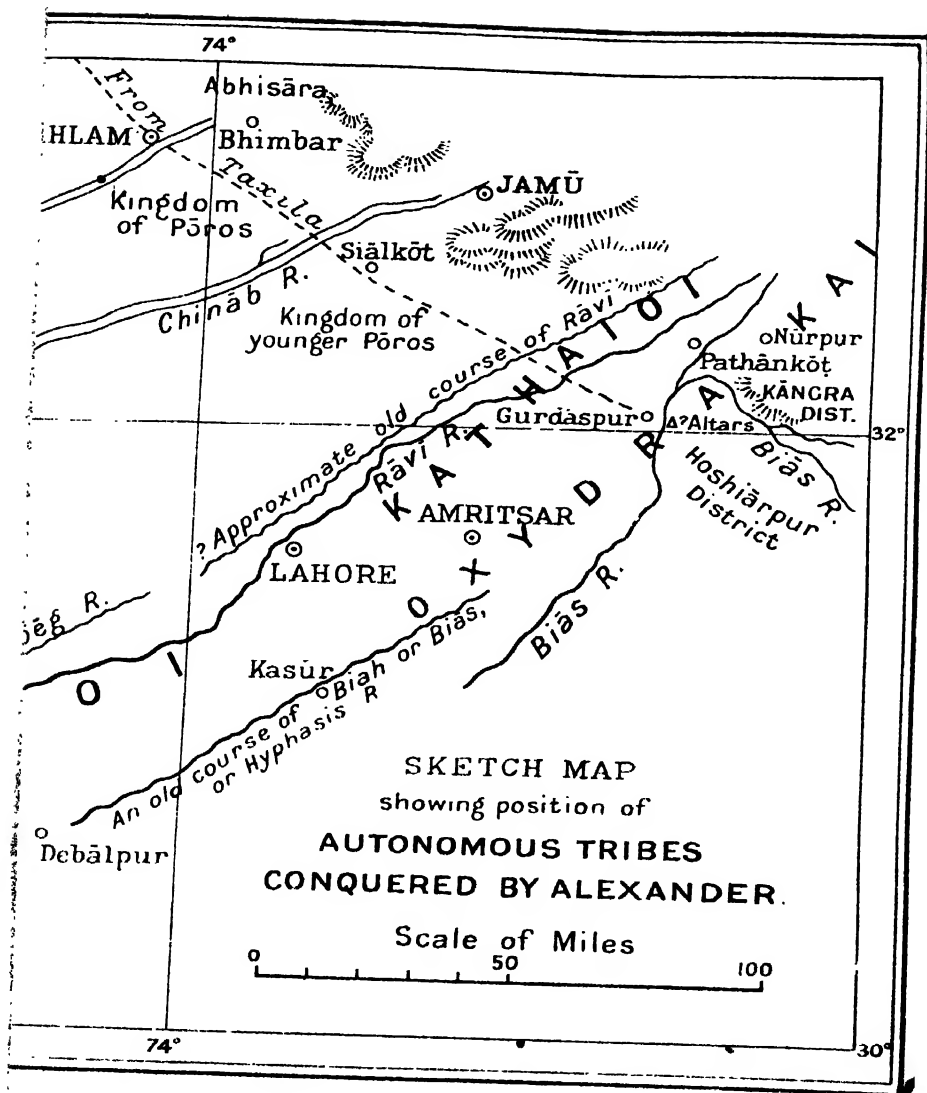 74°
From Taxila
Abhisāra
HLAM
Bhimbar
Kingdom
of Pōros
JAMŪ
Siālkōt
Chināb R.
Kingdom of
younger Pōros
? Approximate old course of Rāvi
Rāvi R.
KATHAIOI
OXYDRAKAI
Nūrpur
Pathānkōṭ
KĀNGRA
DIST.
Gurdāspur
?Altars
32°
Biās R.
Hoshiārpur
District
AMRITSAR
LAHORE
Biās R.
R.
OI
Kasūr
An old course of Biah or Biās,
or Hyphasis R
Debālpur
SKETCH MAP
showing position of
AUTONOMOUS TRIBES
CONQUERED BY ALEXANDER.
Scale of Miles
0 50 100
74°
30°